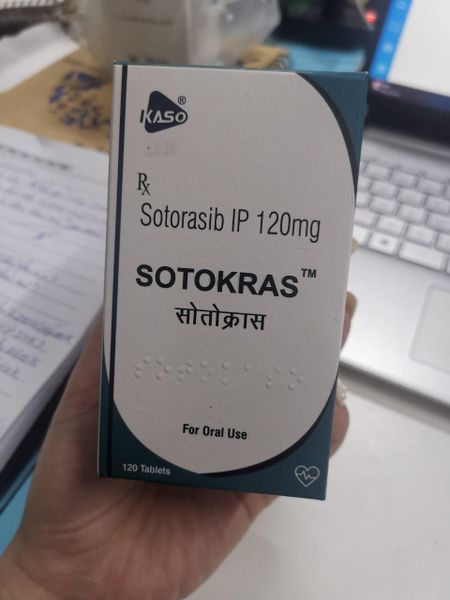 KASO®
Rx
Sotorasib IP 120mg
SOTOKRAS™
सोतोक्रास
For Oral Use
120 Tablets